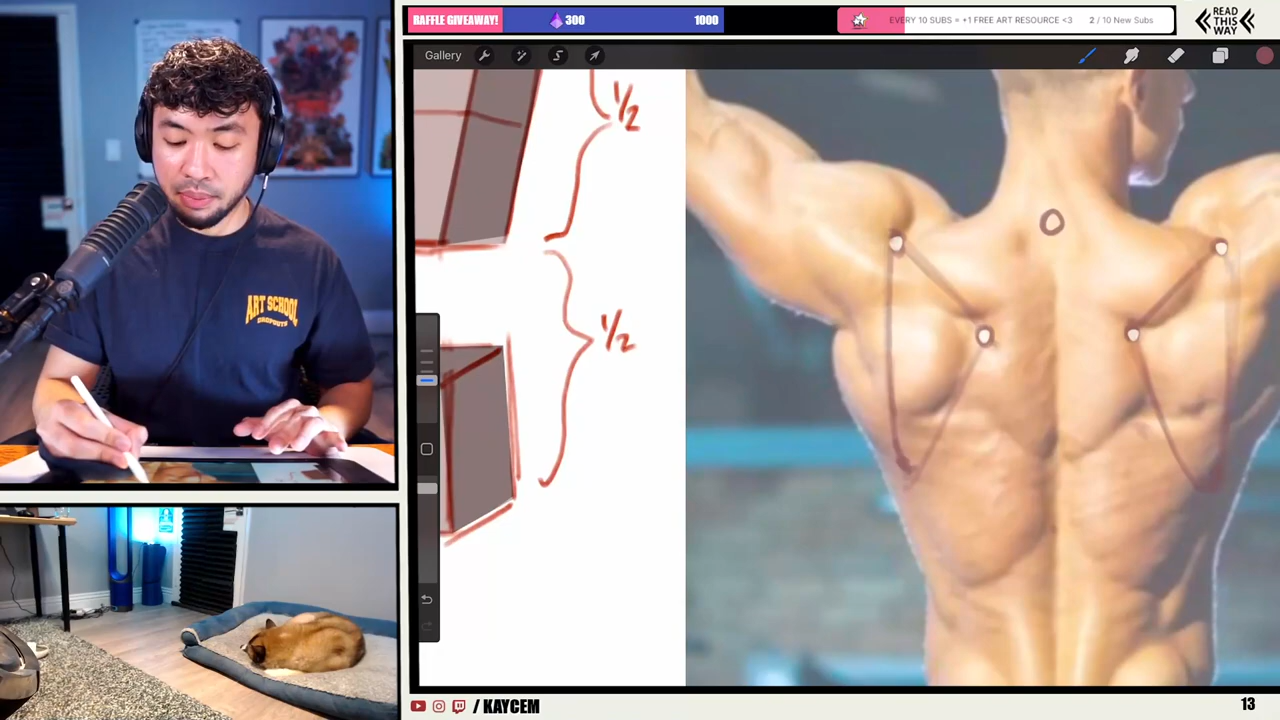 RAFFLE GIVEAWAY! 300 1000
EVERY 10 SUBS = +1 FREE ART RESOURCE <3 2 / 10 New Subs
READ
THIS
WAY
Gallery
1/2
1/2
ART SCHOOL
DROPOUTS
/ KAYCEM
13